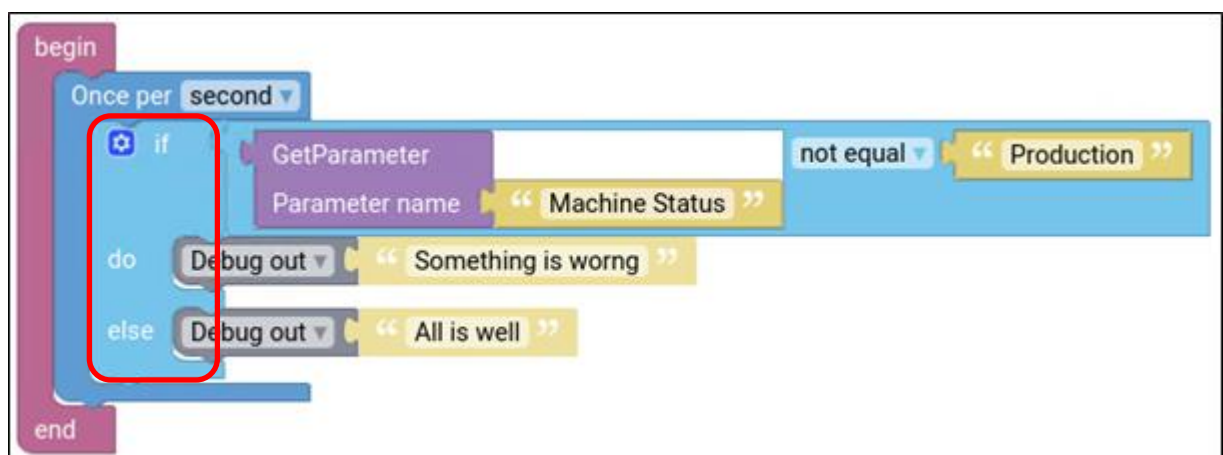 begin
Once per second
if GetParameter not equal “ Production ”
Parameter name “ Machine Status ”
do Debug out “ Something is worng ”
else Debug out “ All is well ”
end